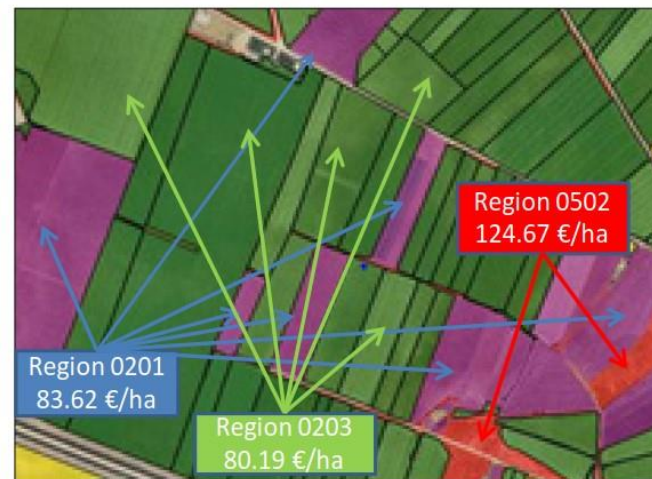 Region 0502
124.67 €/ha
Region 0201
83.62 €/ha
Region 0203
80.19 €/ha